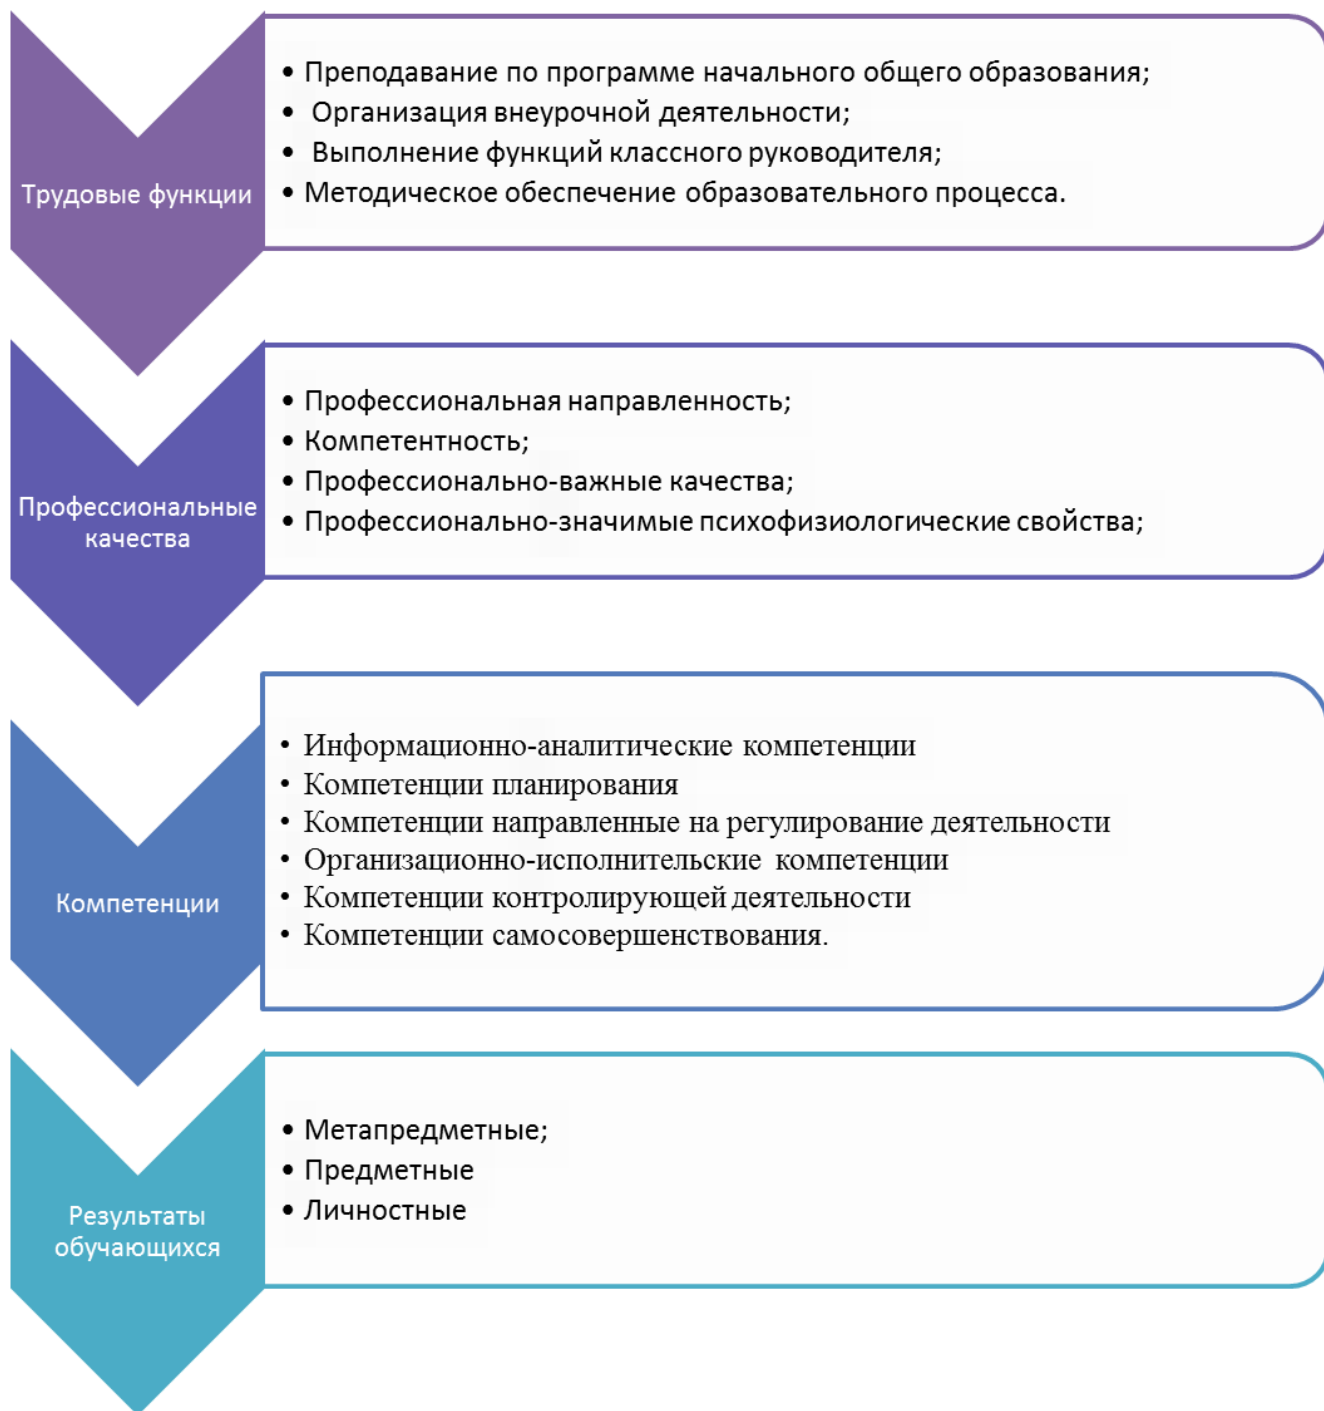 Трудовые функции
• Преподавание по программе начального общего образования;
• Организация внеурочной деятельности;
• Выполнение функций классного руководителя;
• Методическое обеспечение образовательного процесса.
Профессиональные
качества
• Профессиональная направленность;
• Компетентность;
• Профессионально-важные качества;
• Профессионально-значимые психофизиологические свойства;
Компетенции
• Информационно-аналитические компетенции
• Компетенции планирования
• Компетенции направленные на регулирование деятельности
• Организационно-исполнительские компетенции
• Компетенции контролирующей деятельности
• Компетенции самосовершенствования.
Результаты
обучающихся
• Метапредметные;
• Предметные
• Личностные